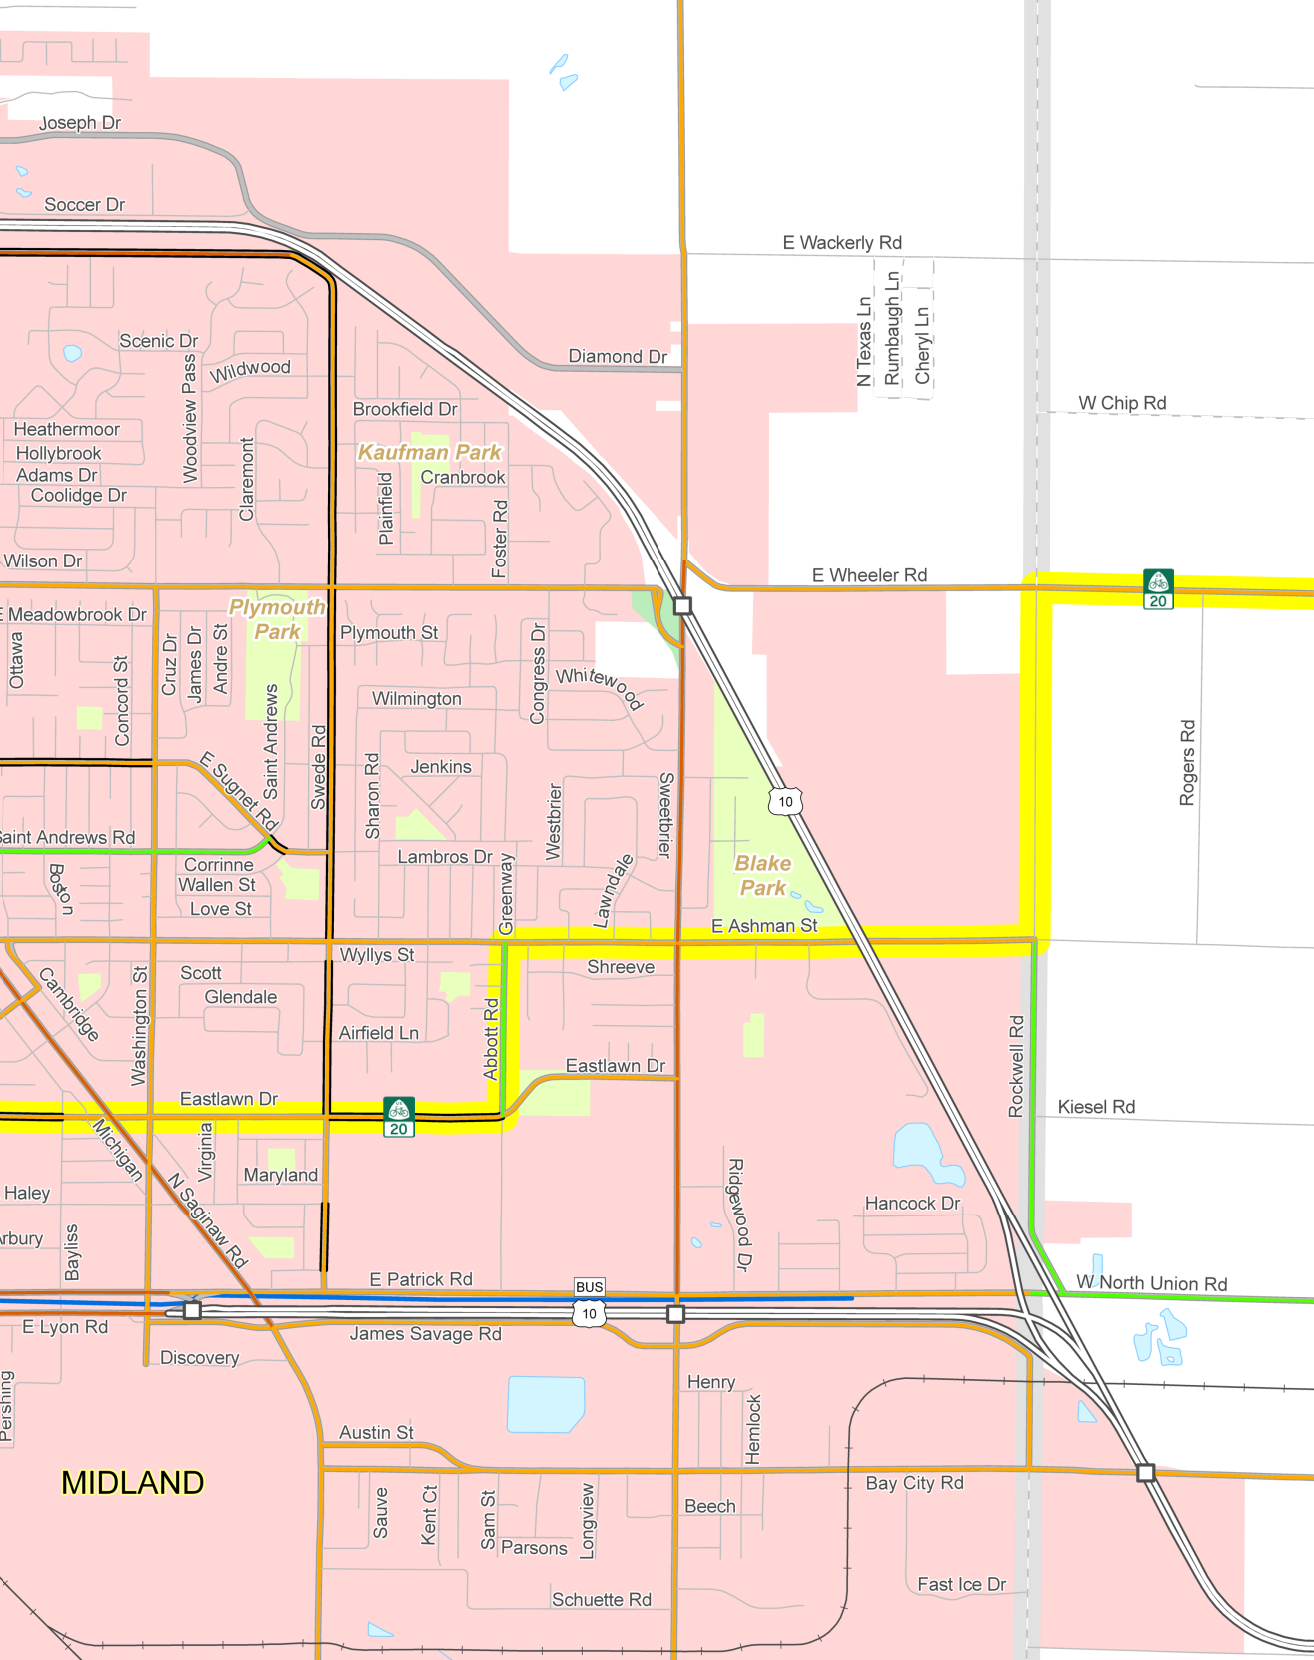 Joseph Dr
Soccer Dr
E Wackerly Rd
N Texas Ln
Rumbaugh Ln
Cheryl Ln
Scenic Dr
Woodview Pass
Wildwood
Diamond Dr
W Chip Rd
Brookfield Dr
Heathermoor
Hollybrook
Adams Dr
Coolidge Dr
Claremont
Kaufman Park
Cranbrook
Plainfield
Foster Rd
Wilson Dr
E Wheeler Rd
20
E Meadowbrook Dr
Plymouth
Park
Plymouth St
Ottawa
Concord St
Cruz Dr
James Dr
Andre St
Saint Andrews
Swede Rd
Congress Dr
Whitewood
Wilmington
Rogers Rd
E Sugnet Rd
Sharon Rd
Jenkins
Westbrier
Sweetbrier
10
Saint Andrews Rd
Boston
Corrinne
Wallen St
Love St
Lambros Dr
Greenway
Lawndale
Blake
Park
E Ashman St
Wyllys St
Cambridge
Washington St
Scott
Glendale
Airfield Ln
Abbott Rd
Shreeve
Eastlawn Dr
Rockwell Rd
Kiesel Rd
Eastlawn Dr
20
Michigan
Virginia
Maryland
N Saginaw Rd
Haley
Bayliss
Ridgewood Dr
Hancock Dr
E Patrick Rd
BUS
10
W North Union Rd
E Lyon Rd
James Savage Rd
Discovery
Pershing
Henry
Hemlock
Austin St
MIDLAND
Bay City Rd
Sauve
Kent Ct
Sam St
Parsons
Longview
Beech
Schuette Rd
Fast Ice Dr